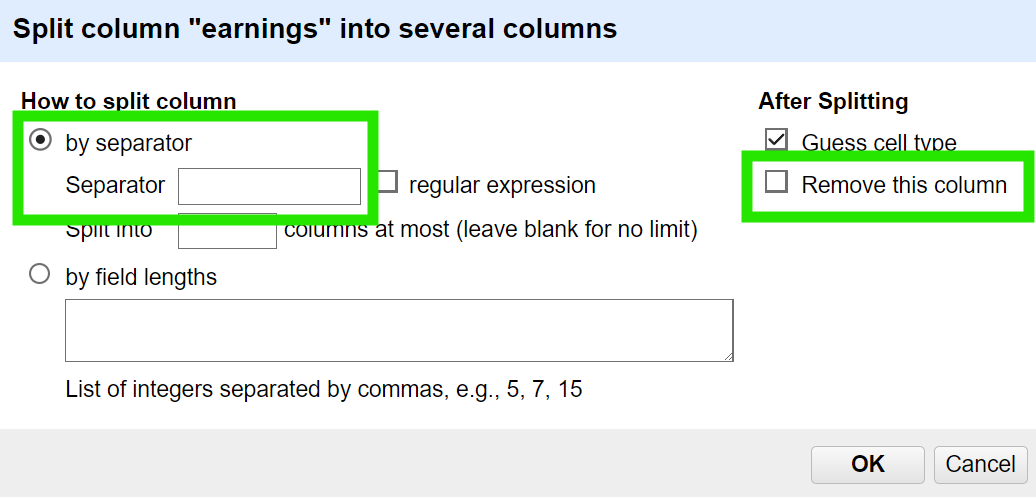 Split column "earnings" into several columns
How to split column
by separator
Separator
regular expression
Split into columns at most (leave blank for no limit)
by field lengths
List of integers separated by commas, e.g., 5, 7, 15
After Splitting
Guess cell type
Remove this column
OK
Cancel